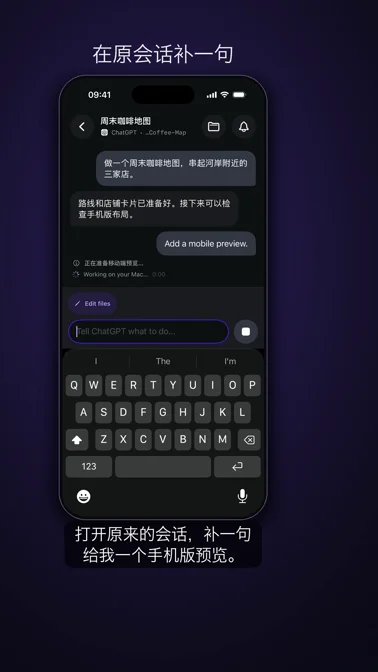 在原会话补一句
09:41
周末咖啡地图
ChatGPT - …Coffee-Map
做一个周末咖啡地图，串起河岸附近的
三家店。
路线和店铺卡片已准备好。接下来可以检
查手机版布局。
Add a mobile preview.
正在准备移动端预览...
Working on your Mac... 0:00
Edit files
Tell ChatGPT what to do...
I The I'm
Q W E R T Y U I O P
A S D F G H J K L
Z X C V B N M
123
打开原来的会话，补一句
给我一个手机版预览。